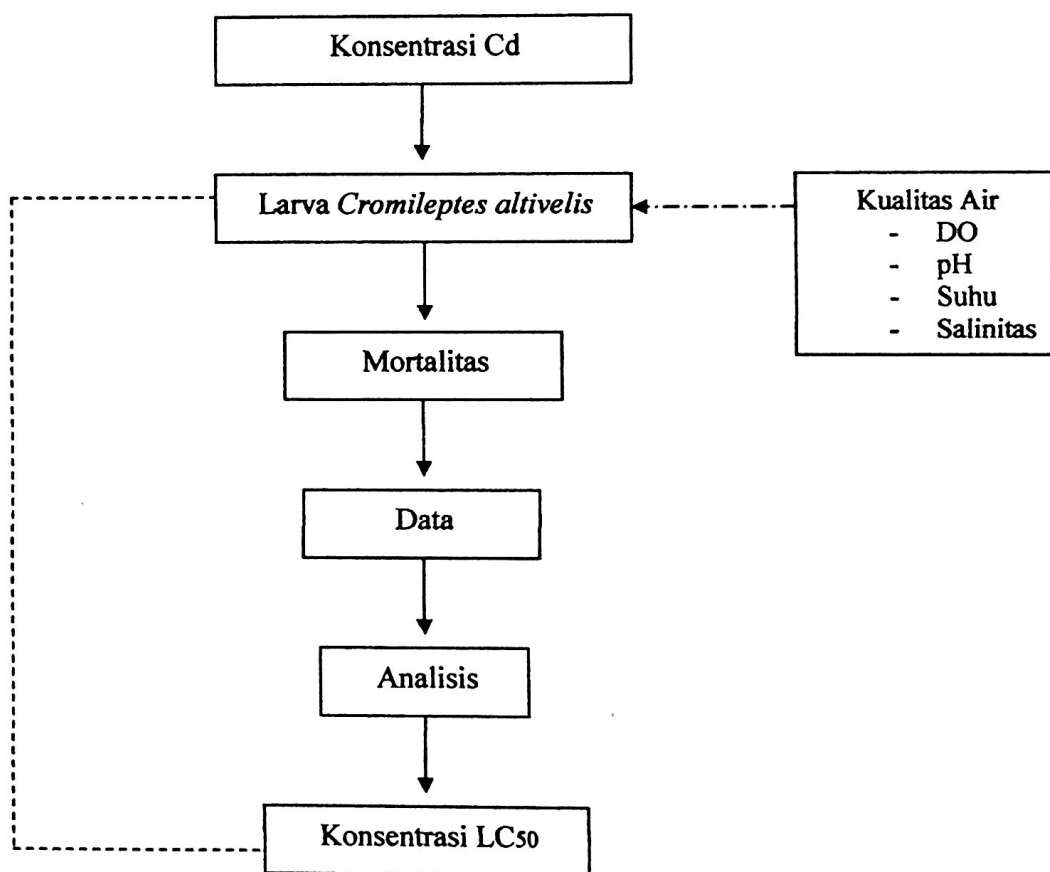 Konsentrasi Cd
Larva Cromileptes altivelis
Kualitas Air
- DO
- pH
- Suhu
- Salinitas
Mortalitas
Data
Analisis
Konsentrasi LC50